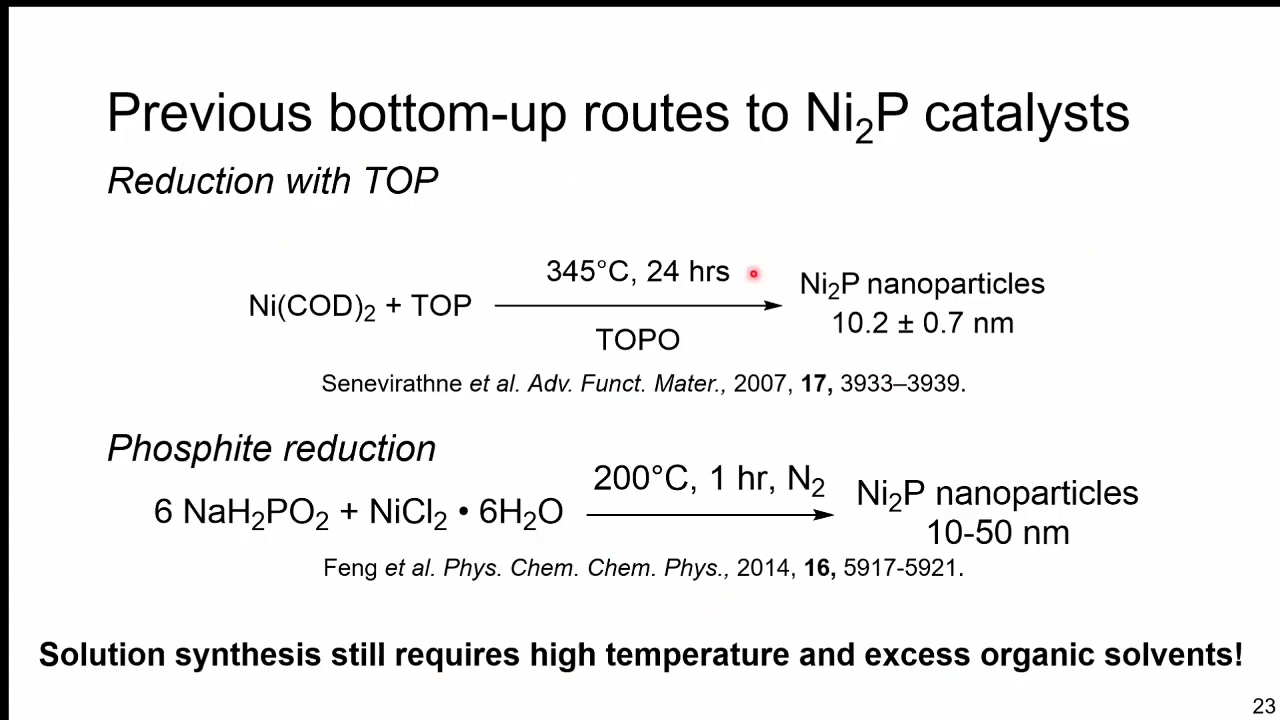 Previous bottom-up routes to Ni₂P catalysts
Reduction with TOP
345°C, 24 hrs
Ni(COD)₂ + TOP
TOPO
Ni₂P nanoparticles
10.2 ± 0.7 nm
Senevirathne et al. Adv. Funct. Mater., 2007, 17, 3933–3939.
Phosphite reduction
200°C, 1 hr, N₂
6 NaH₂PO₂ + NiCl₂ • 6H₂O
Ni₂P nanoparticles
10-50 nm
Feng et al. Phys. Chem. Chem. Phys., 2014, 16, 5917-5921.
Solution synthesis still requires high temperature and excess organic solvents!
23